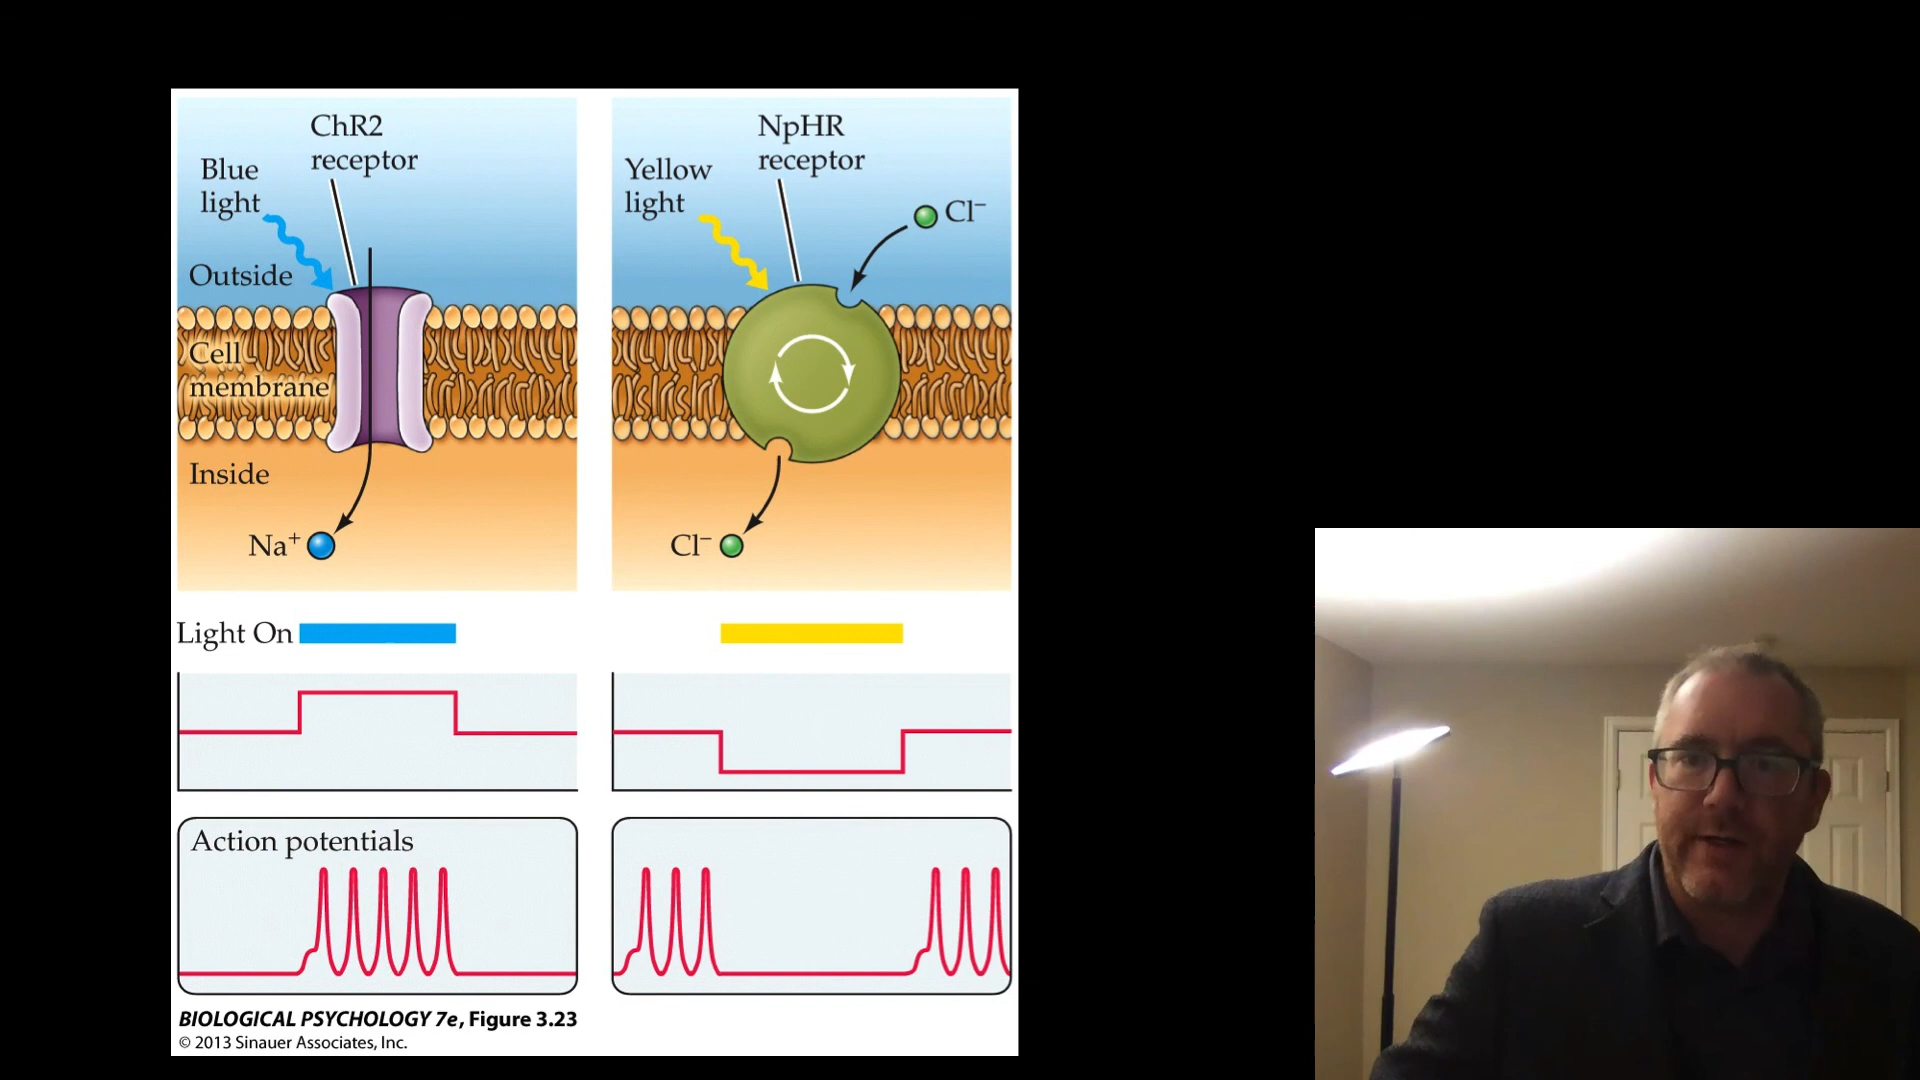 ChR2
receptor
Blue
light
Outside
Cell
membrane
Inside
Na⁺
NpHR
receptor
Yellow
light
Cl⁻
Cl⁻
Light On
Action potentials
BIOLOGICAL PSYCHOLOGY 7e, Figure 3.23
© 2013 Sinauer Associates, Inc.